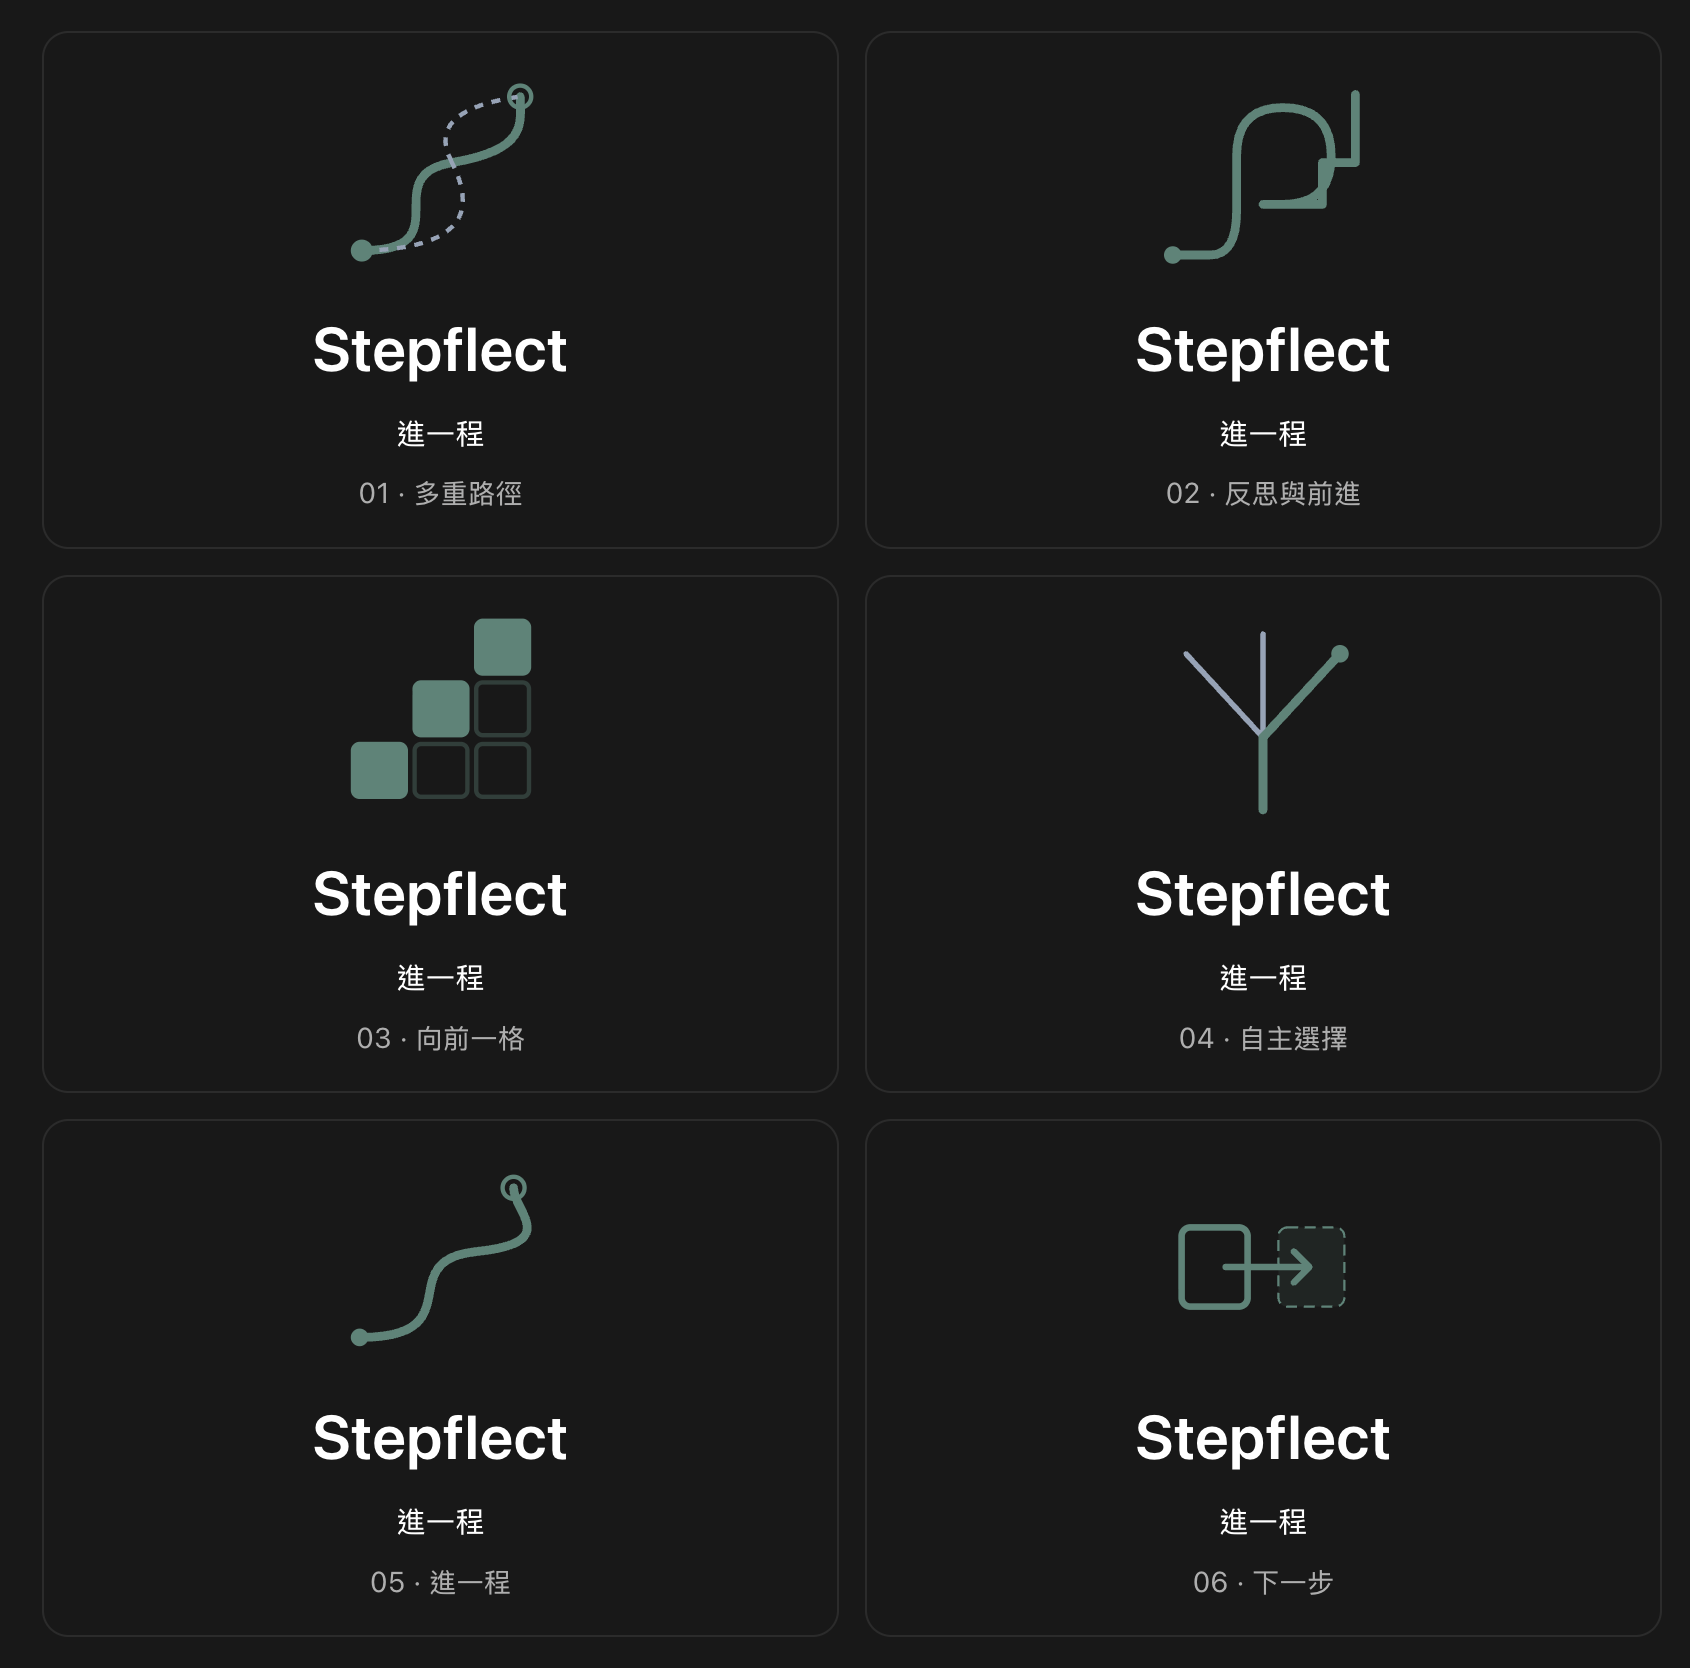 Stepflect
進一程
01 · 多重路徑
Stepflect
進一程
02 · 反思與前進
Stepflect
進一程
03 · 向前一格
Stepflect
進一程
04 · 自主選擇
Stepflect
進一程
05 · 進一程
Stepflect
進一程
06 · 下一步